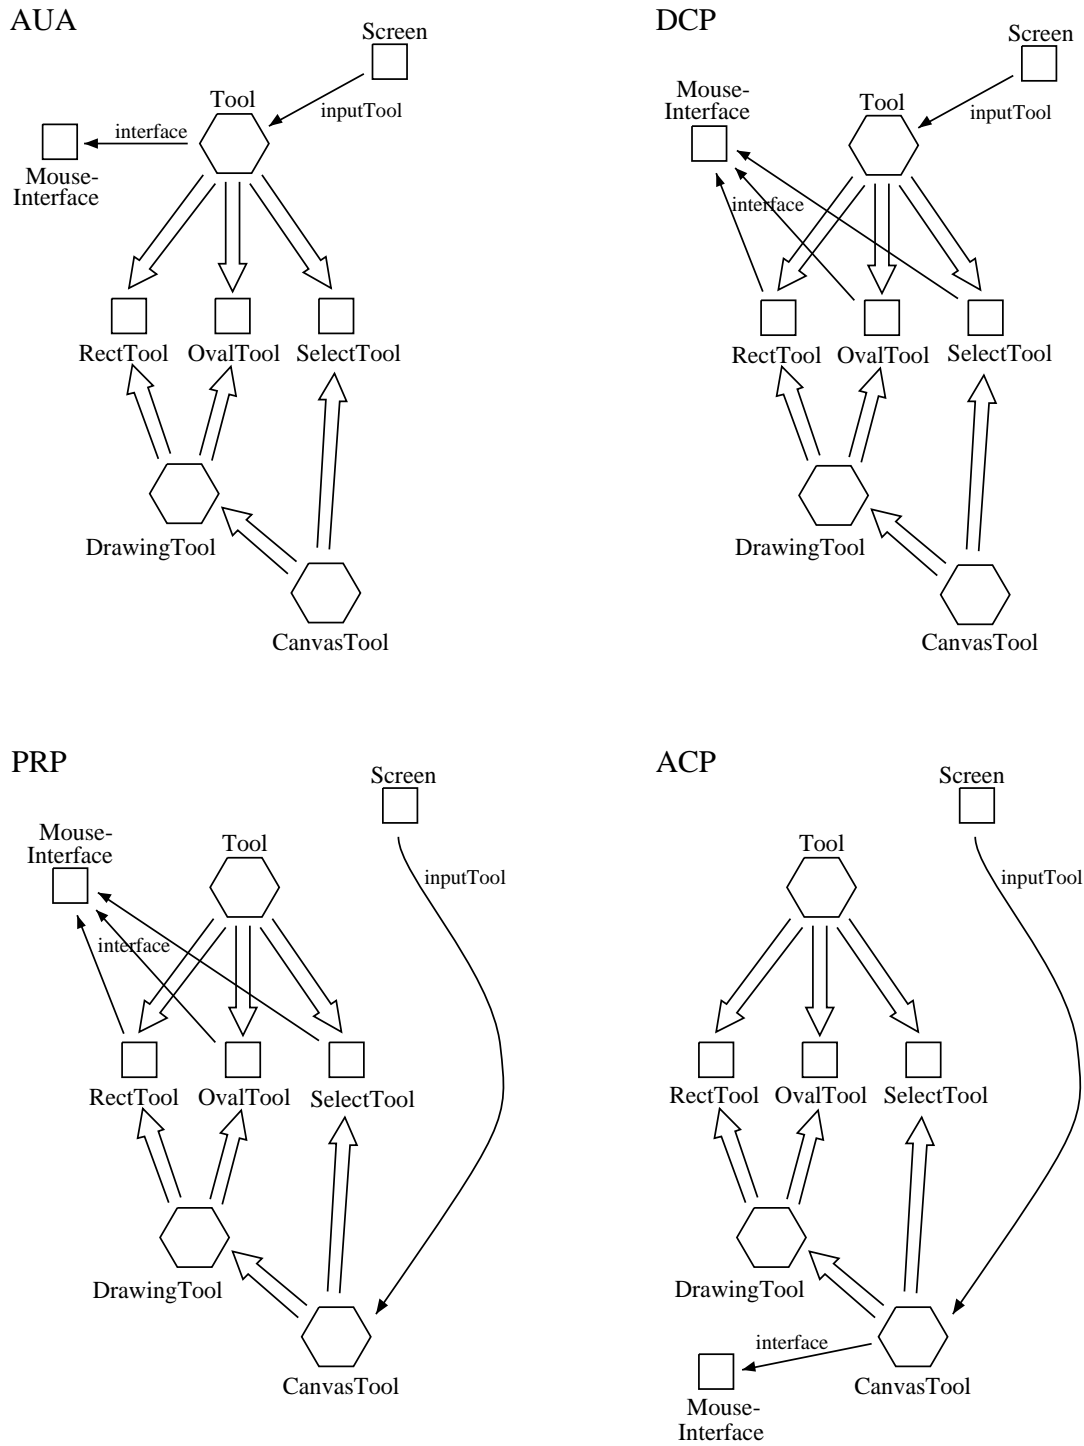 AUA
Screen
Tool
inputTool
interface
Mouse-
Interface
RectTool OvalTool SelectTool
DrawingTool
CanvasTool
DCP
Screen
Mouse-
Interface
Tool
inputTool
interface
RectTool OvalTool SelectTool
DrawingTool
CanvasTool
PRP
Screen
Mouse-
Interface
Tool
inputTool
interface
RectTool OvalTool SelectTool
DrawingTool
CanvasTool
ACP
Screen
Tool
inputTool
RectTool OvalTool SelectTool
DrawingTool
interface
CanvasTool
Mouse-
Interface